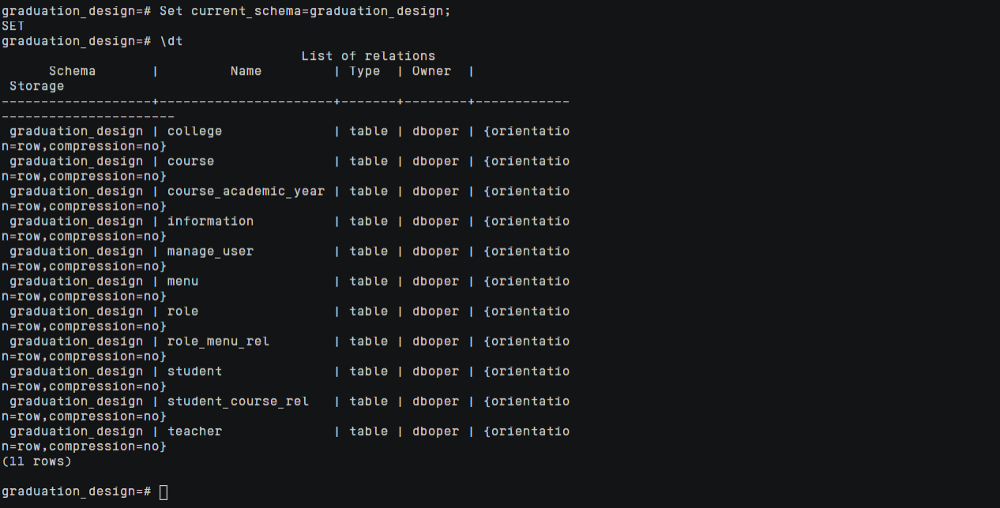 graduation_design=# Set current_schema=graduation_design;
SET
graduation_design=# \dt
                                      List of relations
      Schema       |         Name         | Type  | Owner  |
 Storage
-------------------+----------------------+-------+--------+------------
----------------------
 graduation_design | college              | table | dboper | {orientatio
n=row,compression=no}
 graduation_design | course               | table | dboper | {orientatio
n=row,compression=no}
 graduation_design | course_academic_year | table | dboper | {orientatio
n=row,compression=no}
 graduation_design | information          | table | dboper | {orientatio
n=row,compression=no}
 graduation_design | manage_user          | table | dboper | {orientatio
n=row,compression=no}
 graduation_design | menu                 | table | dboper | {orientatio
n=row,compression=no}
 graduation_design | role                 | table | dboper | {orientatio
n=row,compression=no}
 graduation_design | role_menu_rel        | table | dboper | {orientatio
n=row,compression=no}
 graduation_design | student              | table | dboper | {orientatio
n=row,compression=no}
 graduation_design | student_course_rel   | table | dboper | {orientatio
n=row,compression=no}
 graduation_design | teacher              | table | dboper | {orientatio
n=row,compression=no}
(11 rows)

graduation_design=#